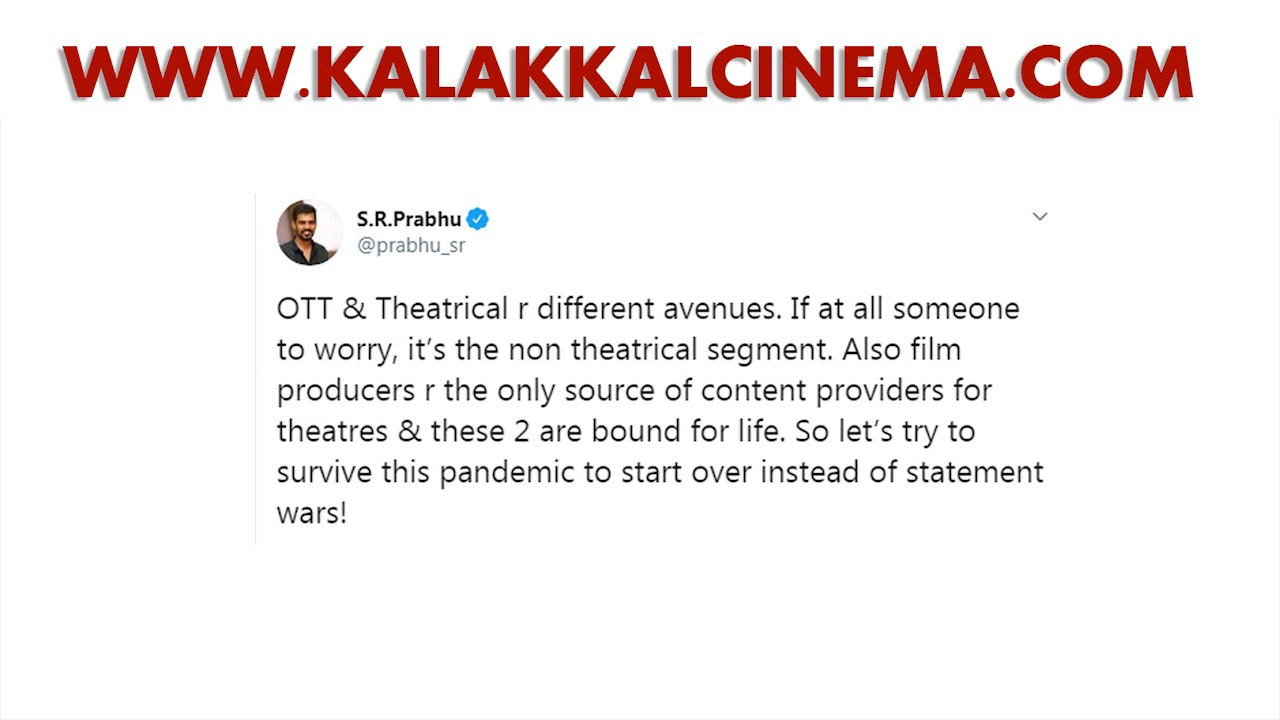 WWW.KALAKKALCINEMA.COM
S.R.Prabhu
@prabhu_sr
OTT & Theatrical r different avenues. If at all someone
to worry, it’s the non theatrical segment. Also film
producers r the only source of content providers for
theatres & these 2 are bound for life. So let’s try to
survive this pandemic to start over instead of statement
wars!